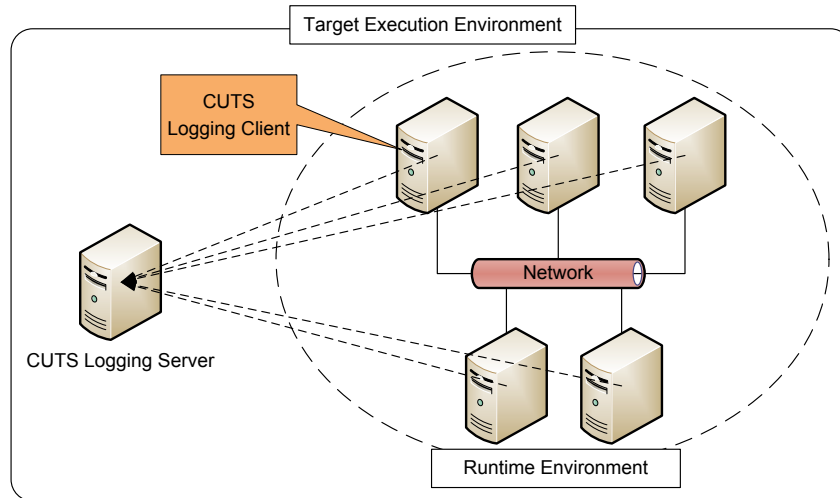 Target Execution Environment
CUTS
Logging Client
Network
CUTS Logging Server
Runtime Environment